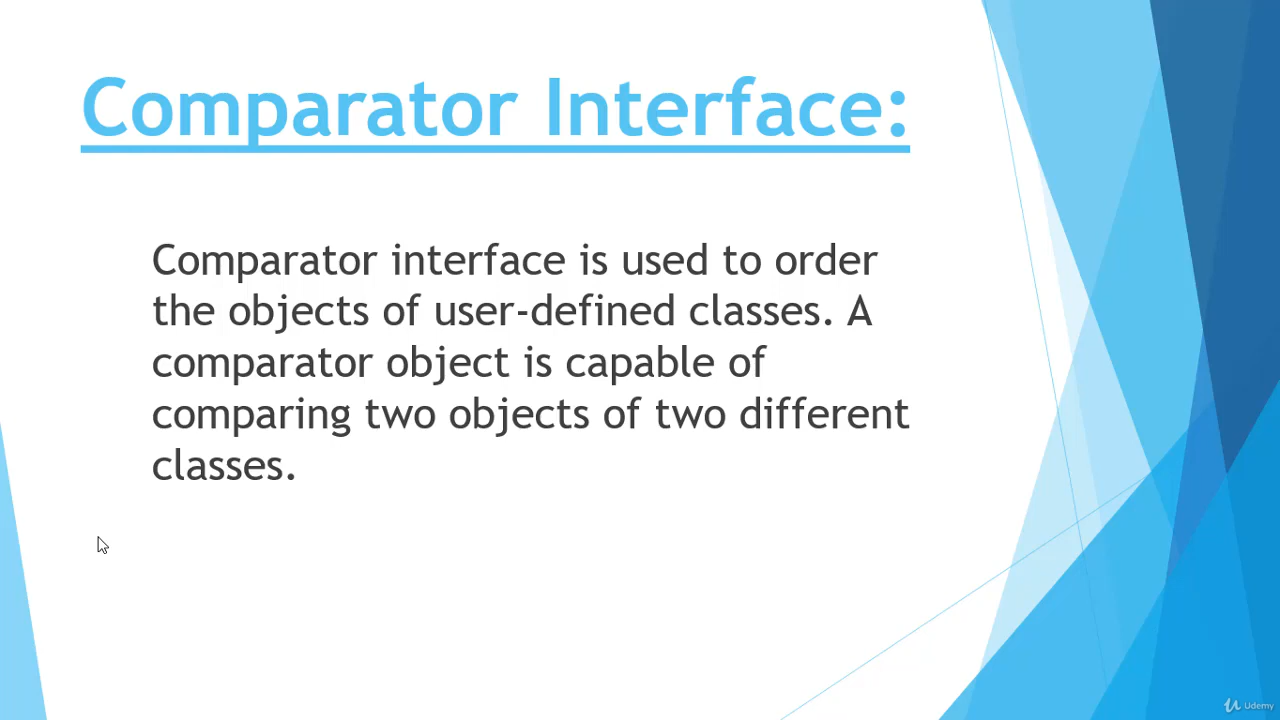 Comparator Interface:
Comparator interface is used to order
the objects of user-defined classes. A
comparator object is capable of
comparing two objects of two different
classes.
Udemy